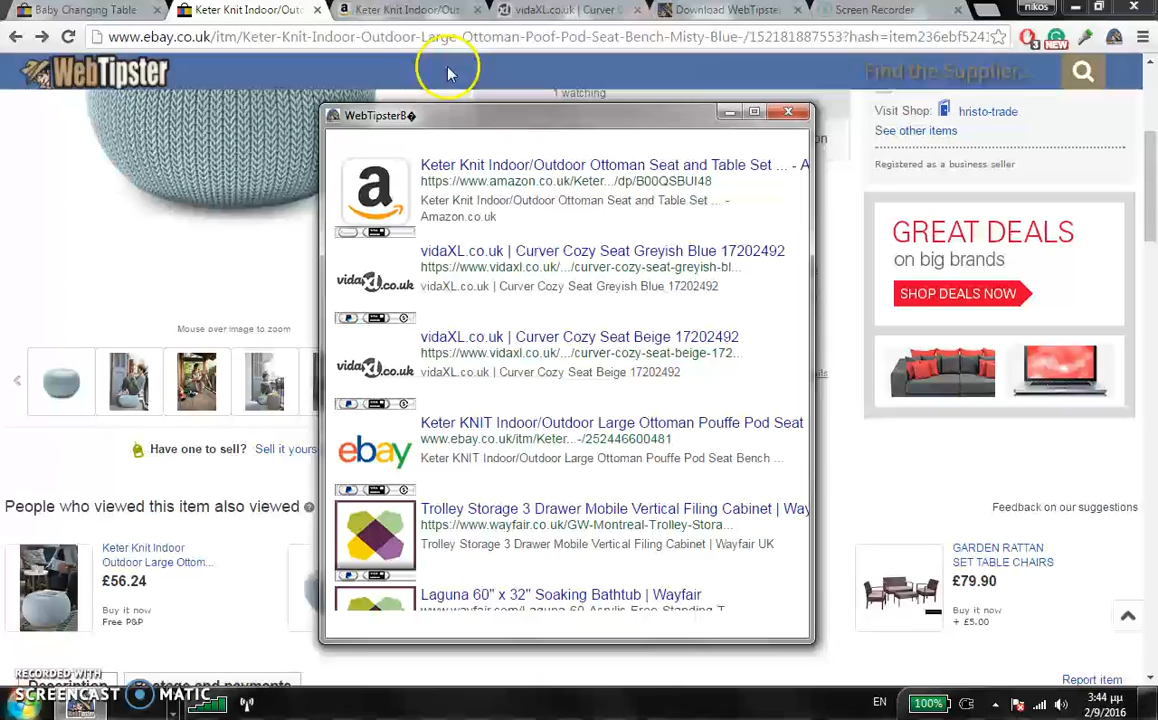 Baby Changing Table
Keter Knit Indoor/Outd
Keter Knit Indoor/Out
vidaXL.co.uk | Curver C
Download WebTipster
Screen Recorder
nikos
www.ebay.co.uk/itm/Keter-Knit-Indoor-Outdoor-Large-Ottoman-Poof-Pod-Seat-Bench-Misty-Blue-/152181887553?hash=item236ebf5241
3
NEW
WebTipster
Find the Supplier...
1 watching
Visit Shop: hristo-trade
See other items
Registered as a business seller
WebTipsterB�
Keter Knit Indoor/Outdoor Ottoman Seat and Table Set ... - A
https://www.amazon.co.uk/Keter.../dp/B00QSBUI48
Keter Knit Indoor/Outdoor Ottoman Seat and Table Set ... -
Amazon.co.uk
vidaXL.co.uk | Curver Cozy Seat Greyish Blue 17202492
https://www.vidaxl.co.uk/.../curver-cozy-seat-greyish-bl...
vidaXL.co.uk | Curver Cozy Seat Greyish Blue 17202492
vidaXL.co.uk
vidaXL.co.uk | Curver Cozy Seat Beige 17202492
https://www.vidaxl.co.uk/.../curver-cozy-seat-beige-172...
vidaXL.co.uk | Curver Cozy Seat Beige 17202492
vidaXL.co.uk
Keter KNIT Indoor/Outdoor Large Ottoman Pouffe Pod Seat
www.ebay.co.uk/itm/Keter...-/252446600481
Keter KNIT Indoor/Outdoor Large Ottoman Pouffe Pod Seat Bench ...
ebay
Trolley Storage 3 Drawer Mobile Vertical Filing Cabinet | Way
https://www.wayfair.co.uk/GW-Montreal-Trolley-Stora...
Trolley Storage 3 Drawer Mobile Vertical Filing Cabinet | Wayfair UK
Laguna 60" x 32" Soaking Bathtub | Wayfair
GREAT DEALS
on big brands
SHOP DEALS NOW
Mouse over image to zoom
Have one to sell? Sell it yours
People who viewed this item also viewed
Feedback on our suggestions
Keter Knit Indoor
Outdoor Large Ottom...
£56.24
Buy it now
Free P&P
GARDEN RATTAN
SET TABLE CHAIRS
£79.90
Buy it now
+ £5.00
Report item
RECORDED WITH
SCREENCAST MATIC
EN
100%
3:44 μμ
2/9/2016